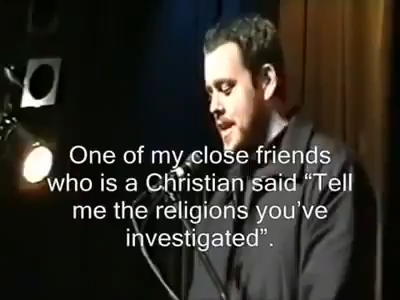 One of my close friends
who is a Christian said “Tell
me the religions you’ve
investigated”.